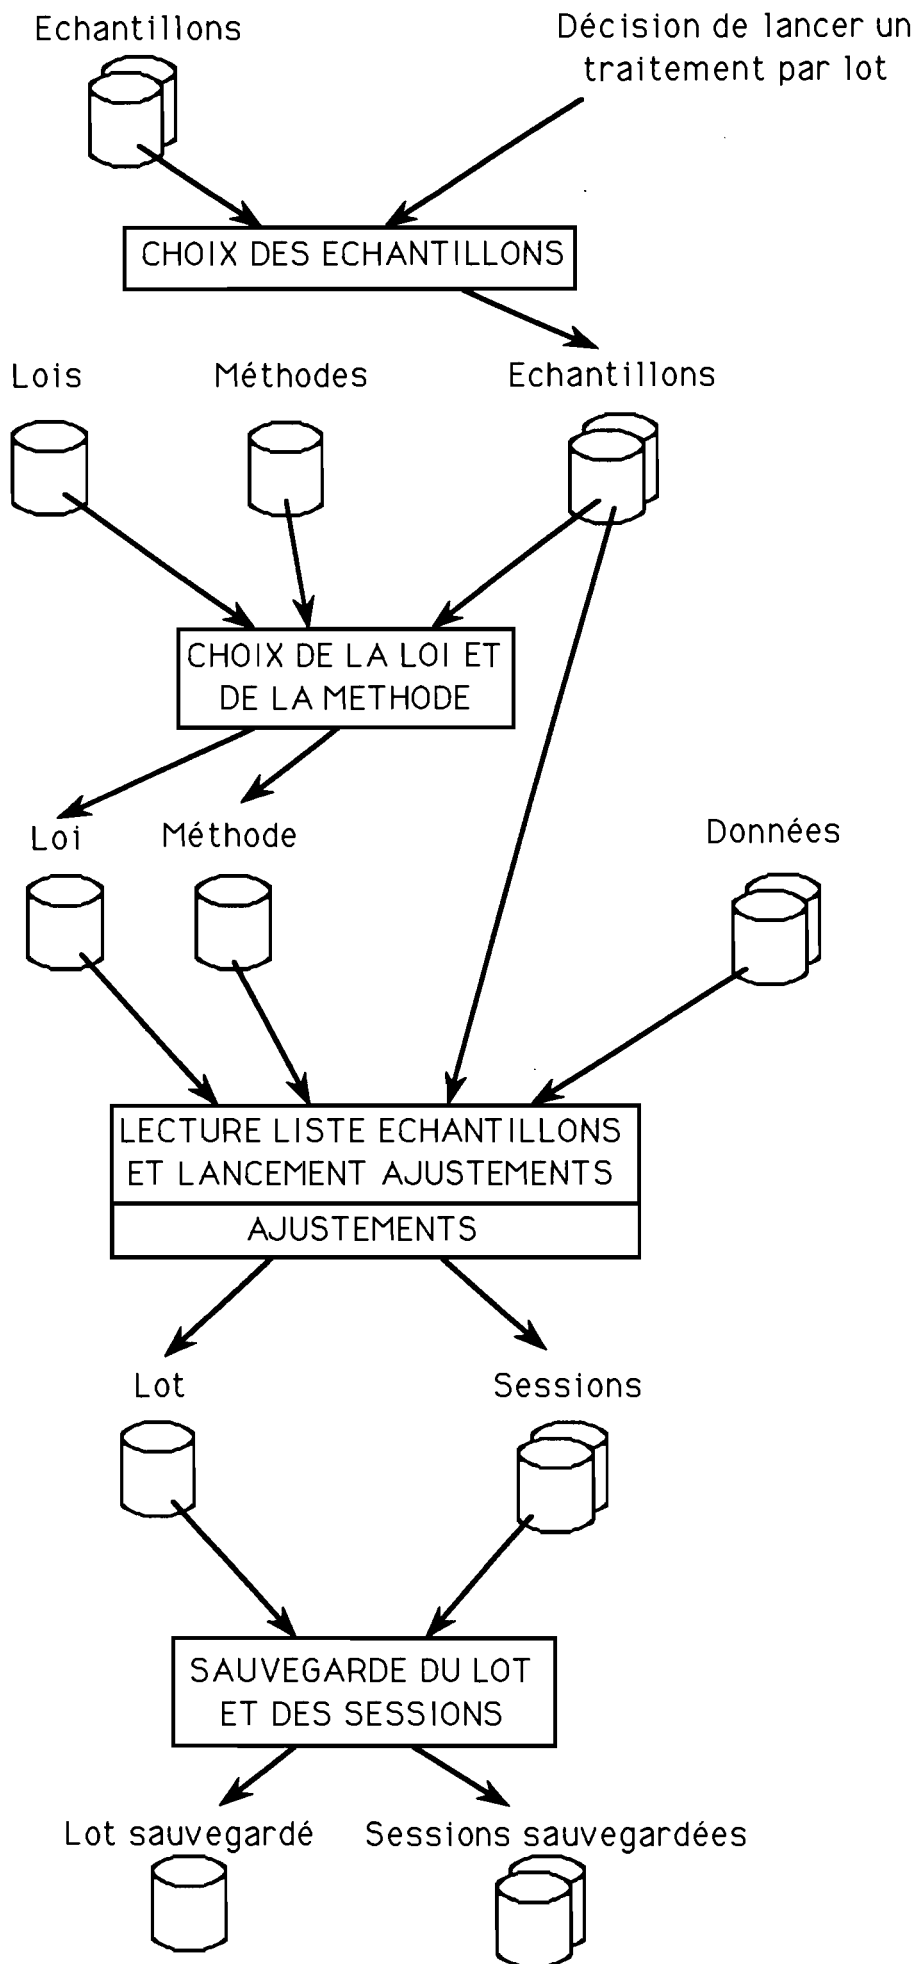 Echantillons
Décision de lancer un
traitement par lot
CHOIX DES ECHANTILLONS
Lois
Méthodes
Echantillons
CHOIX DE LA LOI ET
DE LA METHODE
Loi
Méthode
Données
LECTURE LISTE ECHANTILLONS
ET LANCEMENT AJUSTEMENTS
AJUSTEMENTS
Lot
Sessions
SAUVEGARDE DU LOT
ET DES SESSIONS
Lot sauvegardé
Sessions sauvegardées